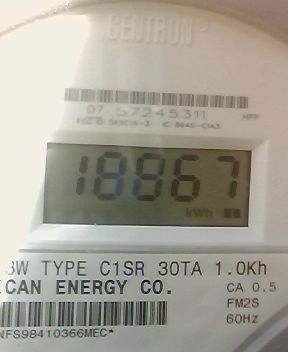 CENTRON
07 57245311
18867
kWh
3W TYPE C1SR 30TA 1.0Kh
CAN ENERGY CO. CA 0.5
FM2S
60Hz
NFS98410366MEC*